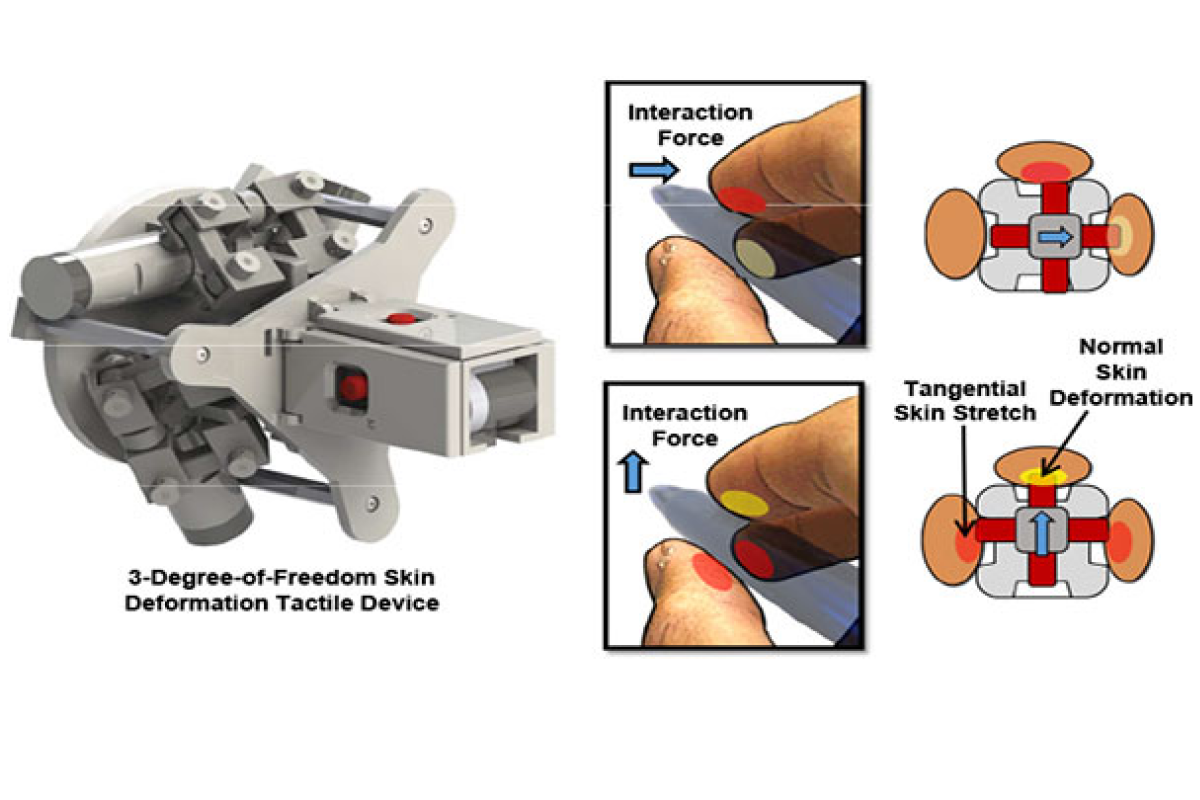 Interaction
Force
Interaction
Force
Normal
Skin
Deformation
Tangential
Skin Stretch
3-Degree-of-Freedom Skin
Deformation Tactile Device